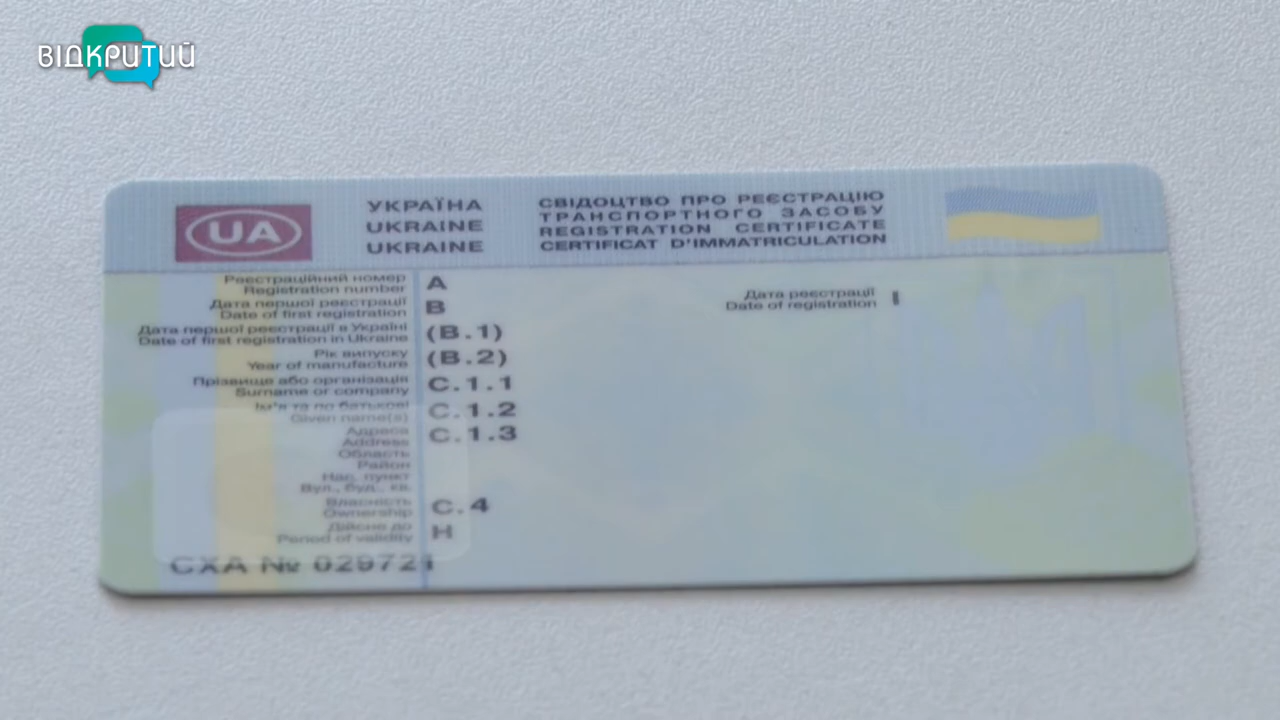 ВІДКРИТИЙ
UA
УКРАЇНА
UKRAINE
UKRAINE
СВІДОЦТВО ПРО РЕЄСТРАЦІЮ
ТРАНСПОРТНОГО ЗАСОБУ
REGISTRATION CERTIFICATE
CERTIFICAT D'IMMATRICULATION
Реєстраційний номер
Registration number A
Дата першої реєстрації
Date of first registration B
Дата першої реєстрації в Україні
Date of first registration in Ukraine (B.1)
Рік випуску
Year of manufacture (B.2)
Прізвище або організація
Surname or company C.1.1
Ім'я та по батькові
Given name(s) C.1.2
Адреса
Address C.1.3
Область
Район
Нас. пункт
Вул., буд., кв.
Власність
Ownership C.4
Дійсне до
Period of validity H
СХА № 029721
Дата реєстрації
Date of registration I